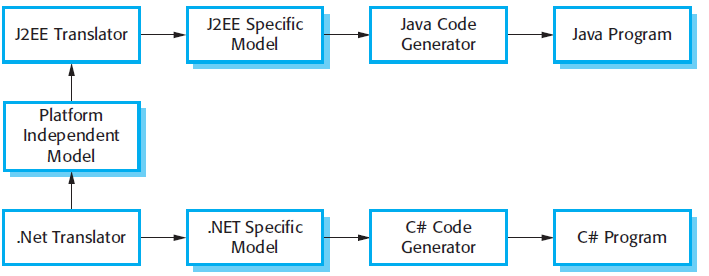 J2EE Translator
J2EE Specific
Model
Java Code
Generator
Java Program
Platform
Independent
Model
.Net Translator
.NET Specific
Model
C# Code
Generator
C# Program